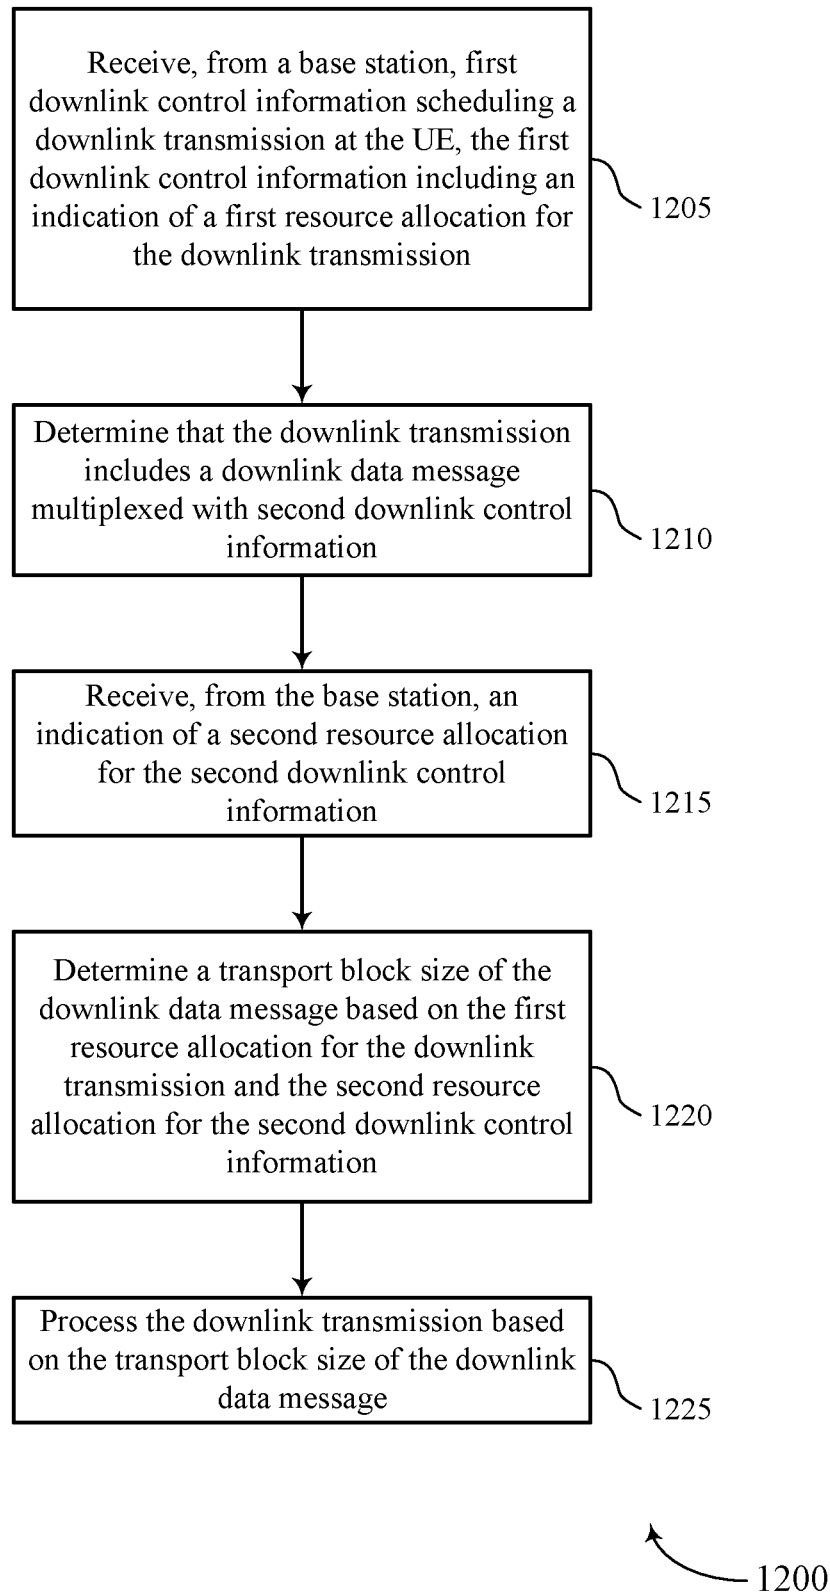 Receive, from a base station, first
downlink control information scheduling a
downlink transmission at the UE, the first
downlink control information including an
indication of a first resource allocation for
the downlink transmission
1205
Determine that the downlink transmission
includes a downlink data message
multiplexed with second downlink control
information
1210
Receive, from the base station, an
indication of a second resource allocation
for the second downlink control
information
1215
Determine a transport block size of the
downlink data message based on the first
resource allocation for the downlink
transmission and the second resource
allocation for the second downlink control
information
1220
Process the downlink transmission based
on the transport block size of the downlink
data message
1225
1200